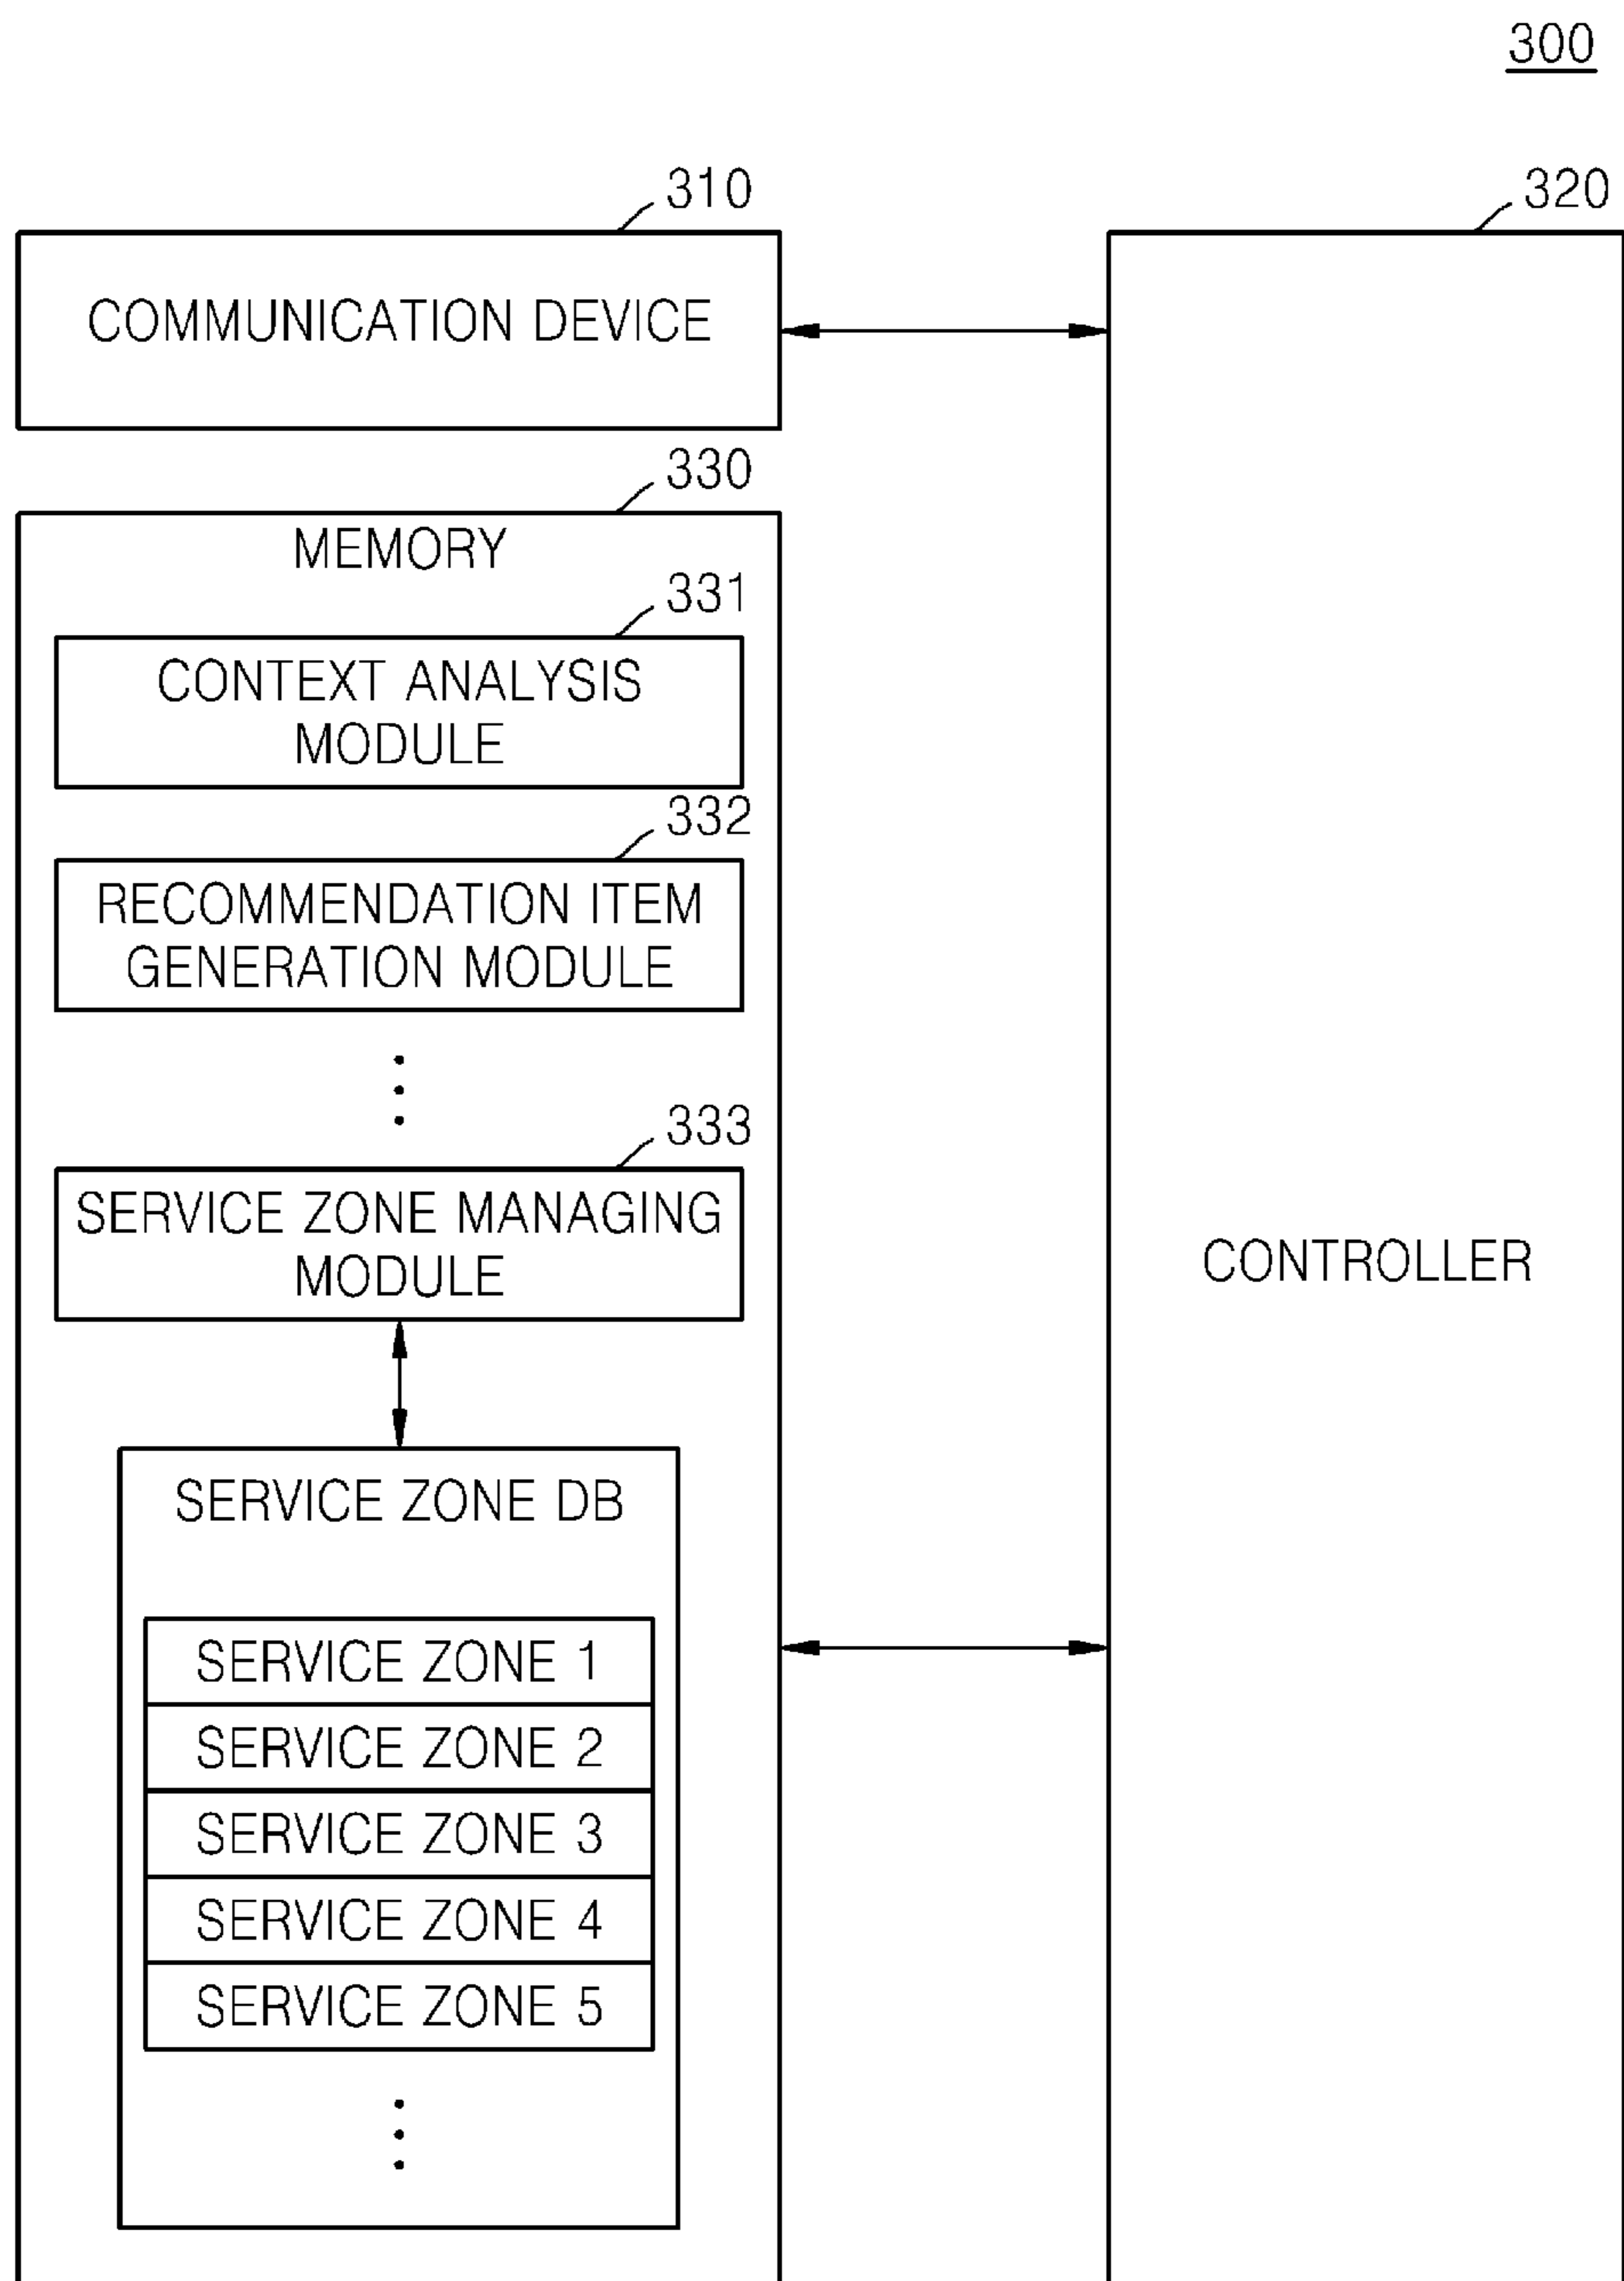 300
310
320
COMMUNICATION DEVICE
330
MEMORY
331
CONTEXT ANALYSIS
MODULE
332
RECOMMENDATION ITEM
GENERATION MODULE
333
SERVICE ZONE MANAGING
MODULE
CONTROLLER
SERVICE ZONE DB
SERVICE ZONE 1
SERVICE ZONE 2
SERVICE ZONE 3
SERVICE ZONE 4
SERVICE ZONE 5